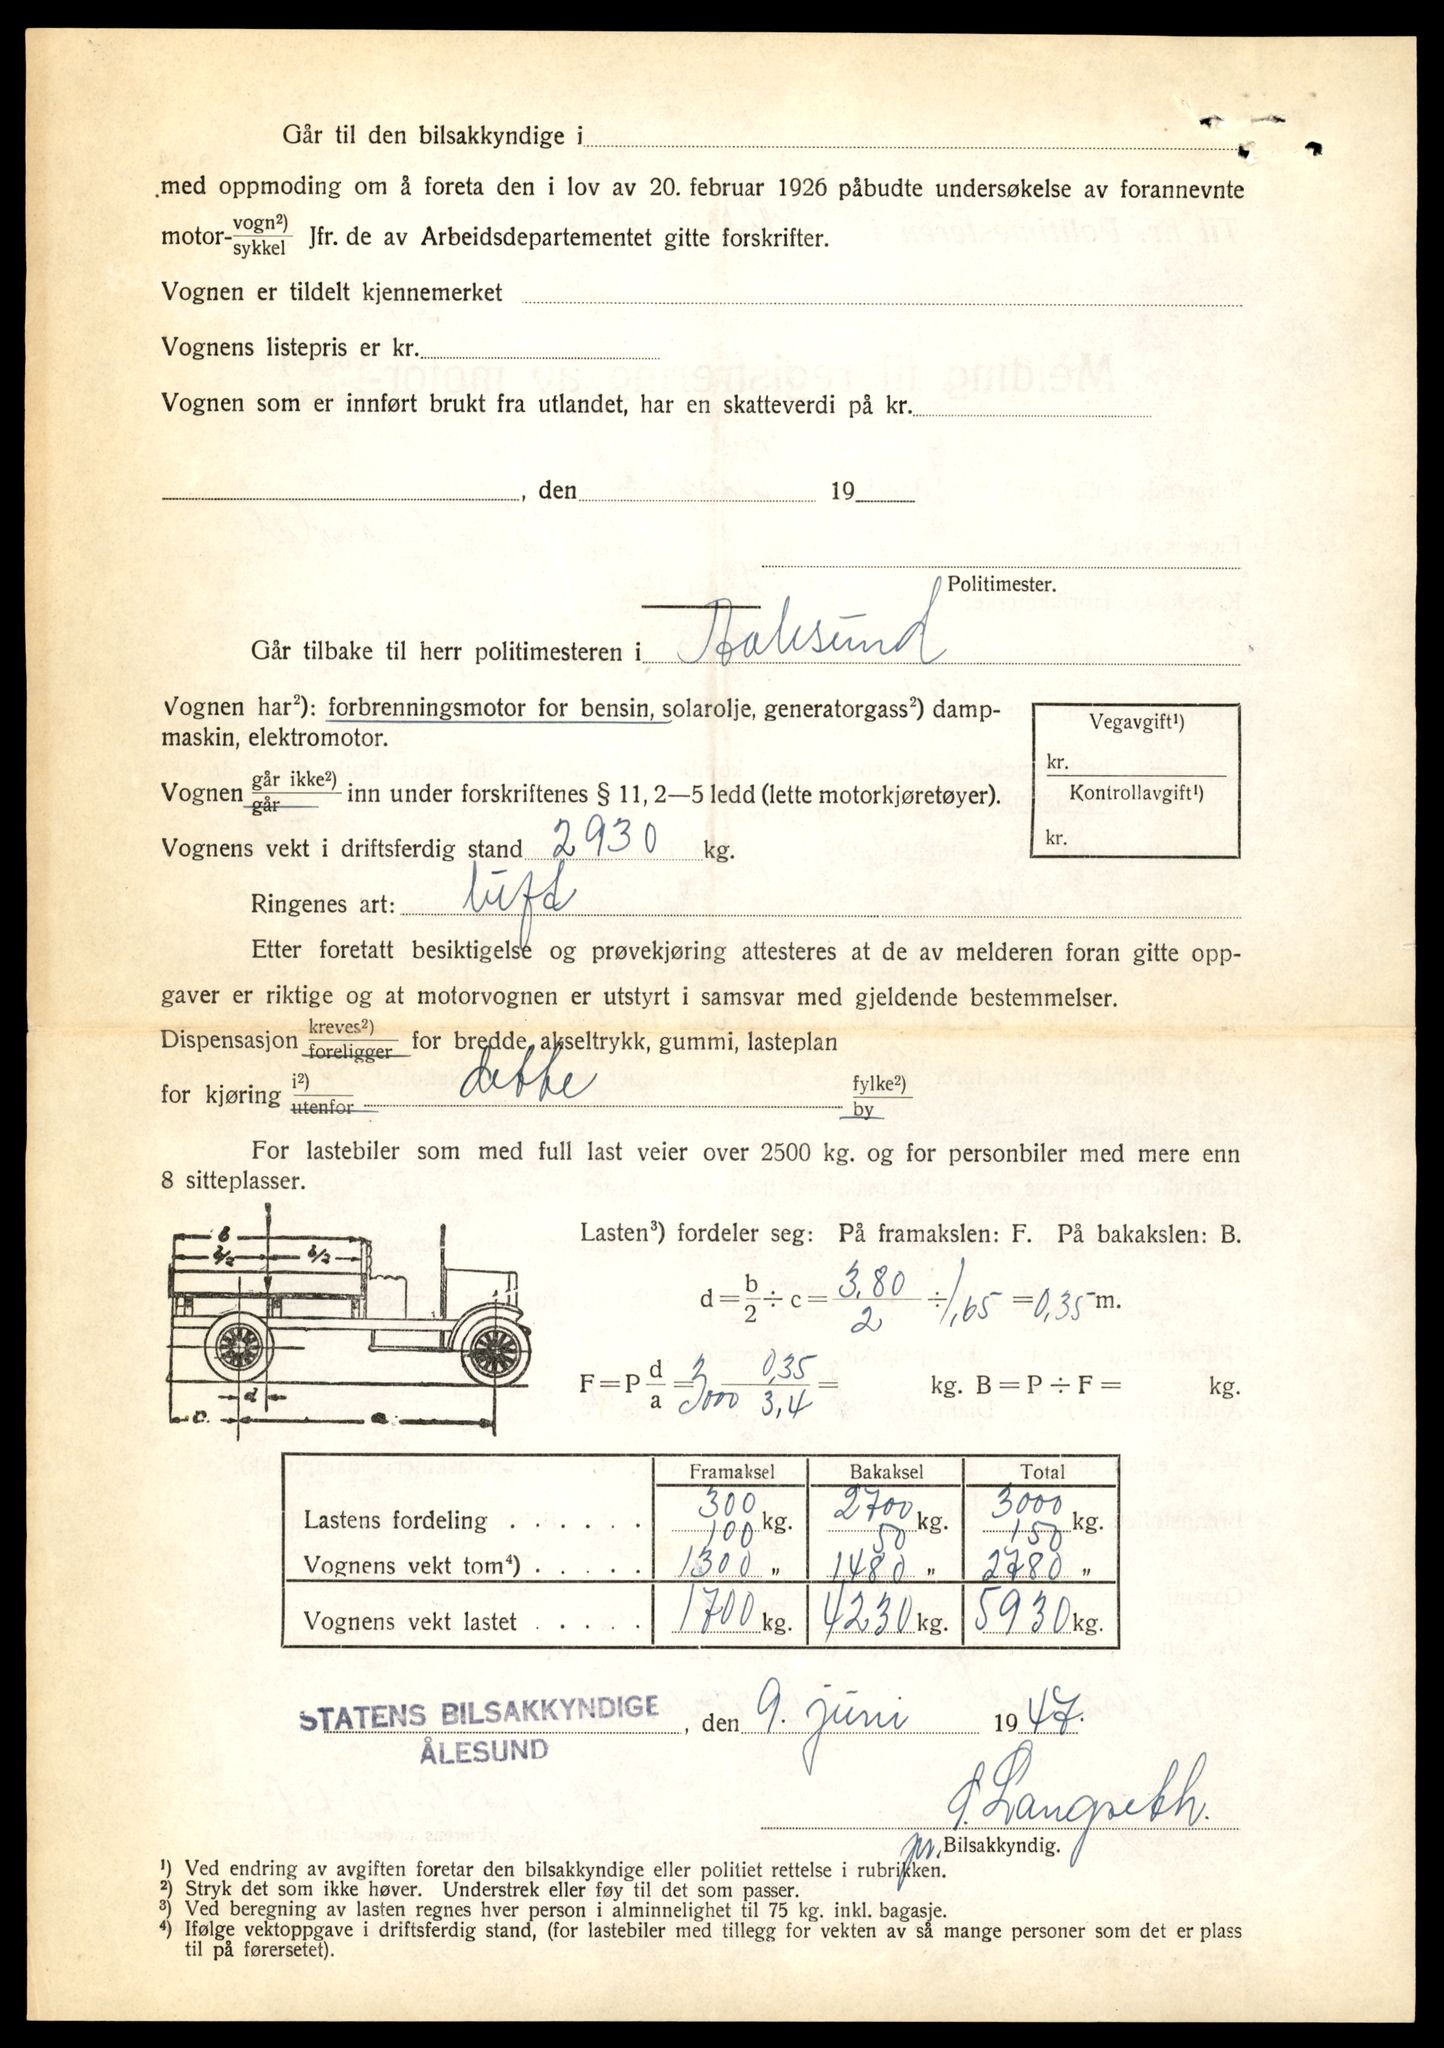 Går til den bilsakkyndige i
med oppmoding om å foreta den i lov av 20. februar 1926 påbudte undersøkelse av forannevnte
motor- vogn²)/sykkel Jfr. de av Arbeidsdepartementet gitte forskrifter.
Vognen er tildelt kjennemerket
Vognens listepris er kr.
Vognen som er innført brukt fra utlandet, har en skatteverdi på kr.
, den 19
Politimester.
Går tilbake til herr politimesteren i Aalesund
Vognen har²): forbrenningsmotor for bensin, solarolje, generatorgass²) damp-
maskin, elektromotor.
Vegavgift¹)
kr.
Kontrollavgift¹)
kr.
Vognen går ikke²)/går inn under forskriftenes § 11, 2—5 ledd (lette motorkjøretøyer).
Vognens vekt i driftsferdig stand 2930 kg.
Ringenes art: luft
Etter foretatt besiktigelse og prøvekjøring attesteres at de av melderen foran gitte opp-
gaver er riktige og at motorvognen er utstyrt i samsvar med gjeldende bestemmelser.
Dispensasjon kreves²)/foreligger for bredde, akseltrykk, gummi, lasteplan
for kjøring i²)/utenfor dette fylke²)/by
For lastebiler som med full last veier over 2500 kg. og for personbiler med mere enn
8 sitteplasser.
b
b/2 b/2
d
c. a.
Lasten³) fordeler seg: På framakslen: F. På bakakslen: B.
d = b/2 ÷ c = 3,80/2 ÷ 1,65 = 0,35 m.
F = P d/a = 3000 0,35/3,4 = kg. B = P ÷ F = kg.
Framaksel Bakaksel Total
Lastens fordeling . . . . . . 300 kg. 2700 kg. 3000 kg.
100 50 150
Vognens vekt tom⁴) . . . . . 1300 „ 1480 „ 2780 „
Vognens vekt lastet . . . . . 1700 kg. 4230 kg. 5930 kg.
STATENS BILSAKKYNDIGE , den 9. juni 1947.
ÅLESUND
Langseth.
pr. Bilsakkyndig.
¹) Ved endring av avgiften foretar den bilsakkyndige eller politiet rettelse i rubrikken.
²) Stryk det som ikke høver. Understrek eller føy til det som passer.
³) Ved beregning av lasten regnes hver person i alminnelighet til 75 kg. inkl. bagasje.
⁴) Ifølge vektoppgave i driftsferdig stand, (for lastebiler med tillegg for vekten av så mange personer som det er plass
til på førersetet).